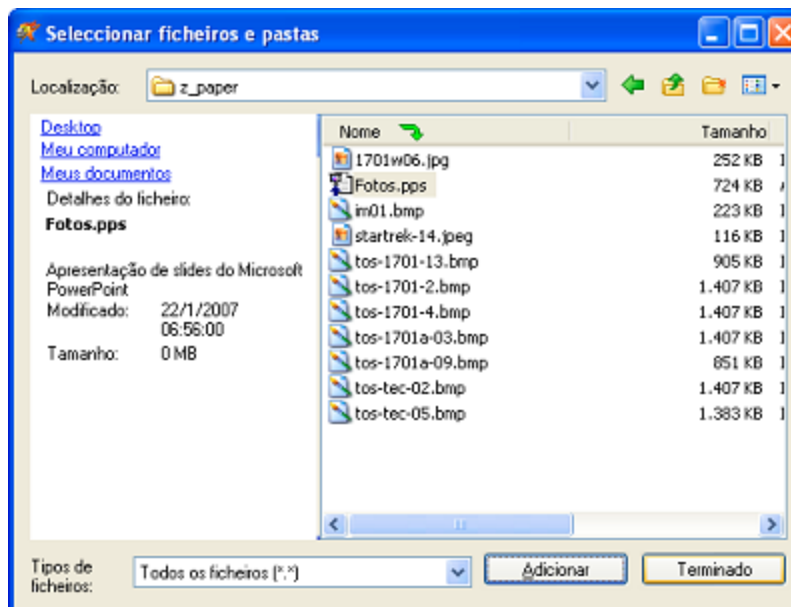 Seleccionar ficheiros e pastas
Localização: z_paper
Desktop
Meu computador
Meus documentos
Detalhes do ficheiro:
Fotos.pps
Apresentação de slides do Microsoft
PowerPoint
Modificado: 22/1/2007
06:56:00
Tamanho: 0 MB
Nome Tamanho
1701w06.jpg 252 KB
Fotos.pps 724 KB
im01.bmp 223 KB
startrek-14.jpeg 116 KB
tos-1701-13.bmp 905 KB
tos-1701-2.bmp 1.407 KB
tos-1701-4.bmp 1.407 KB
tos-1701a-03.bmp 1.407 KB
tos-1701a-09.bmp 851 KB
tos-tec-02.bmp 1.407 KB
tos-tec-05.bmp 1.383 KB
Tipos de
ficheiros: Todos os ficheiros (*.*) Adicionar Terminado